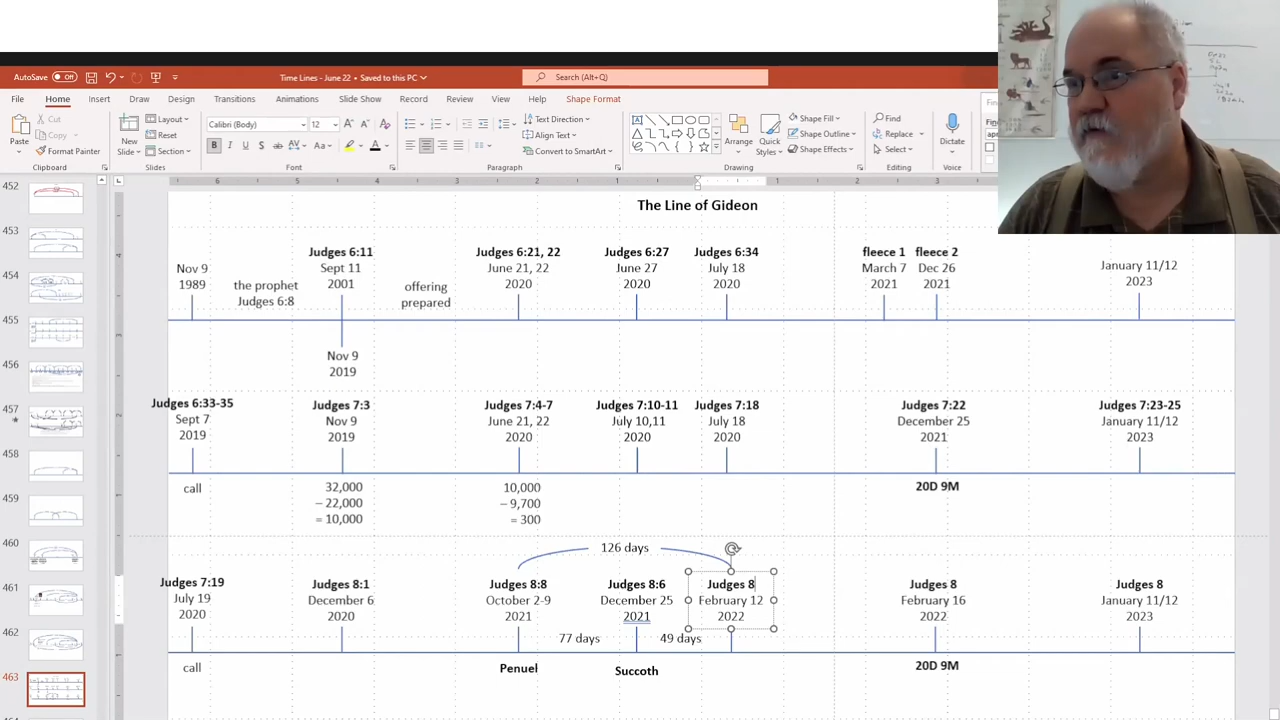 AutoSave Off
Time Lines - June 22 • Saved to this PC
Search (Alt+Q)
File Home Insert Draw Design Transitions Animations Slide Show Record Review View Help Shape Format
Paste
Cut
Copy
Format Painter
Clipboard
New Slide
Layout
Reset
Section
Slides
Calibri (Body) 12
B I U S ab AV Aa A
Font
Paragraph
Text Direction
Align Text
Convert to SmartArt
Arrange
Quick Styles
Shape Fill
Shape Outline
Shape Effects
Drawing
Find
Replace
Select
Editing
Dictate
Voice
6 5 4 3 2 1 1 2 3
452
453
454
455
456
457
458
459
460
461
462
463
The Line of Gideon
Nov 9
1989
the prophet
Judges 6:8
Judges 6:11
Sept 11
2001
Nov 9
2019
offering
prepared
Judges 6:21, 22
June 21, 22
2020
Judges 6:27
June 27
2020
Judges 6:34
July 18
2020
fleece 1
March 7
2021
fleece 2
Dec 26
2021
January 11/12
2023
Judges 6:33-35
Sept 7
2019
call
Judges 7:3
Nov 9
2019
32,000
– 22,000
= 10,000
Judges 7:4-7
June 21, 22
2020
10,000
– 9,700
= 300
Judges 7:10-11
July 10,11
2020
Judges 7:18
July 18
2020
Judges 7:22
December 25
2021
20D 9M
Judges 7:23-25
January 11/12
2023
126 days
Judges 7:19
July 19
2020
call
Judges 8:1
December 6
2020
Judges 8:8
October 2-9
2021
Penuel
77 days
Judges 8:6
December 25
2021
Succoth
49 days
Judges 8
February 12
2022
Judges 8
February 16
2022
20D 9M
Judges 8
January 11/12
2023